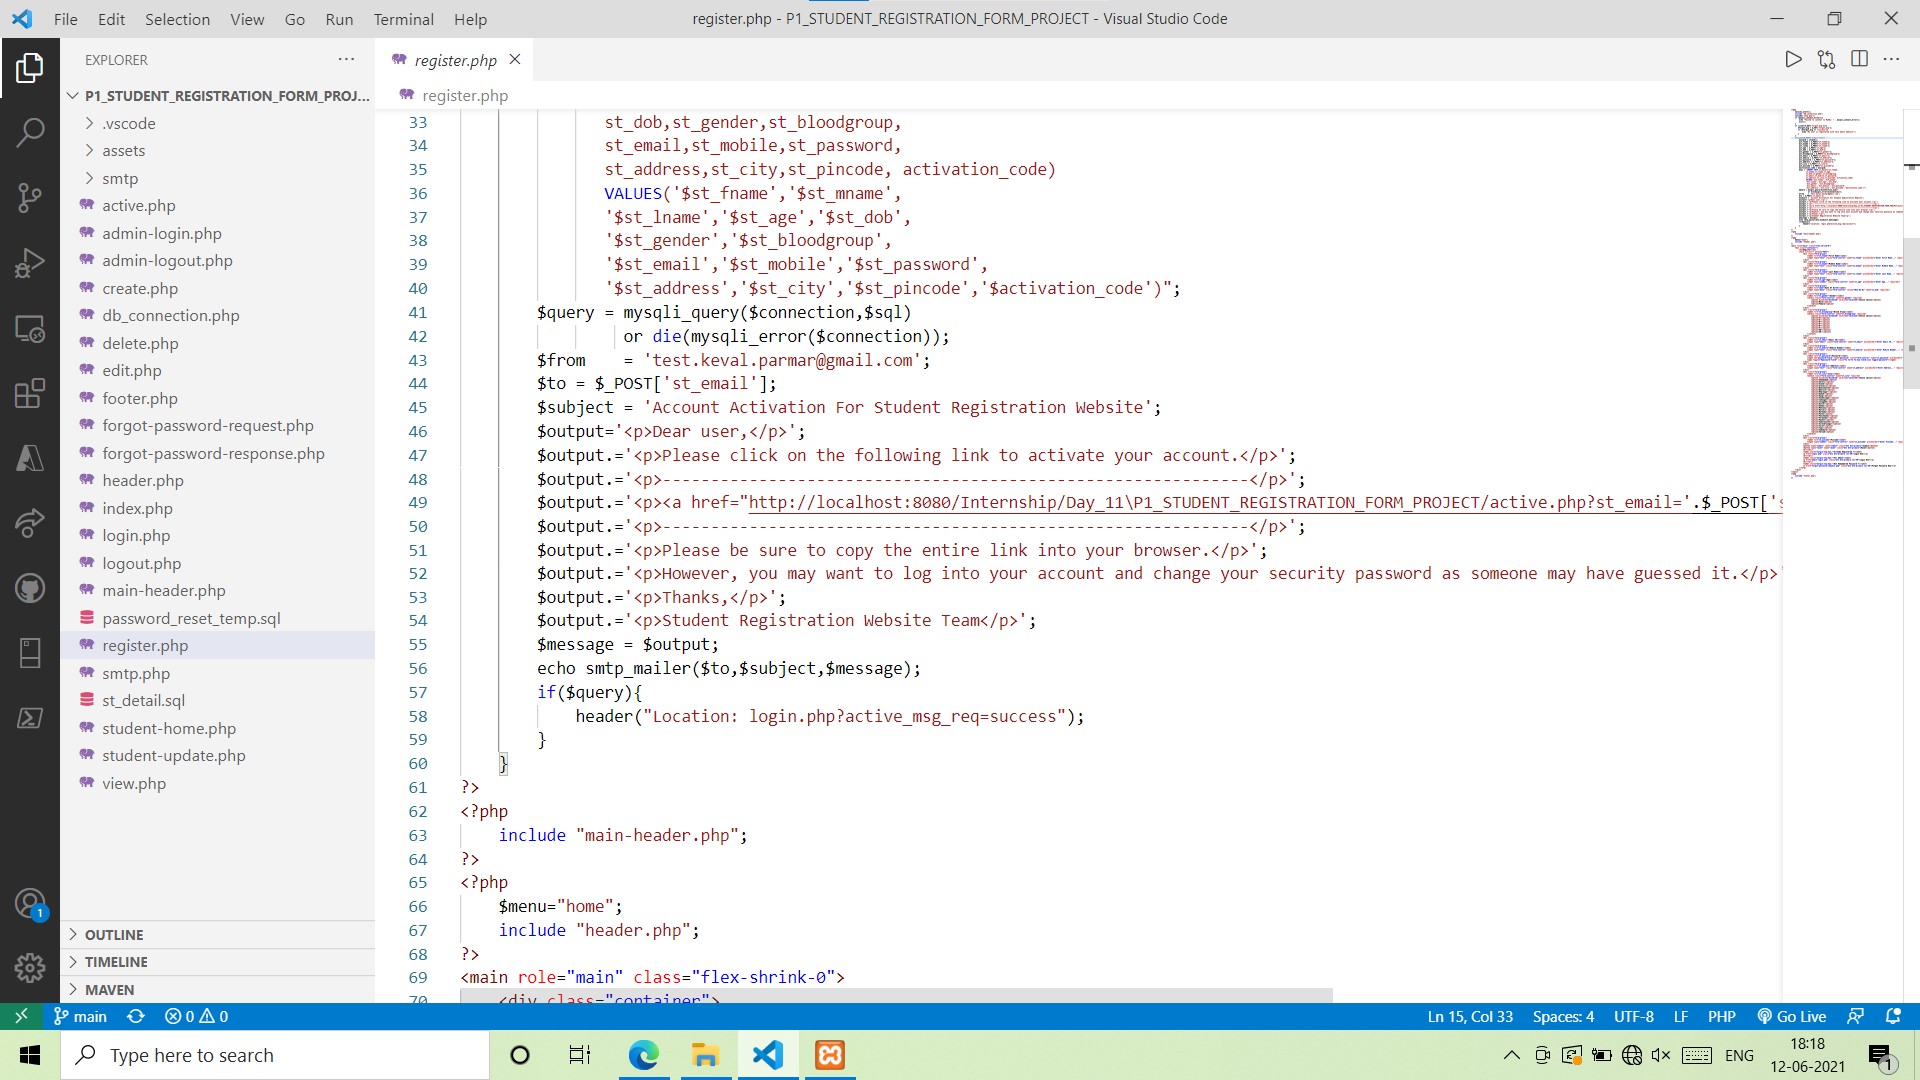 File Edit Selection View Go Run Terminal Help
register.php - P1_STUDENT_REGISTRATION_FORM_PROJECT - Visual Studio Code
EXPLORER
P1_STUDENT_REGISTRATION_FORM_PROJ...
.vscode
assets
smtp
active.php
admin-login.php
admin-logout.php
create.php
db_connection.php
delete.php
edit.php
footer.php
forgot-password-request.php
forgot-password-response.php
header.php
index.php
login.php
logout.php
main-header.php
password_reset_temp.sql
register.php
smtp.php
st_detail.sql
student-home.php
student-update.php
view.php
OUTLINE
TIMELINE
MAVEN
register.php
register.php
33 st_dob,st_gender,st_bloodgroup,
34 st_email,st_mobile,st_password,
35 st_address,st_city,st_pincode, activation_code)
36 VALUES('$st_fname','$st_mname',
37 '$st_lname','$st_age','$st_dob',
38 '$st_gender','$st_bloodgroup',
39 '$st_email','$st_mobile','$st_password',
40 '$st_address','$st_city','$st_pincode','$activation_code')";
41 $query = mysqli_query($connection,$sql)
42 or die(mysqli_error($connection));
43 $from    = 'test.keval.parmar@gmail.com';
44 $to = $_POST['st_email'];
45 $subject = 'Account Activation For Student Registration Website';
46 $output='<p>Dear user,</p>';
47 $output.='<p>Please click on the following link to activate your account.</p>';
48 $output.='<p>-------------------------------------------------------------</p>';
49 $output.='<p><a href="http://localhost:8080/Internship/Day_11\P1_STUDENT_REGISTRATION_FORM_PROJECT/active.php?st_email='.$_POST['s
50 $output.='<p>-------------------------------------------------------------</p>';
51 $output.='<p>Please be sure to copy the entire link into your browser.</p>';
52 $output.='<p>However, you may want to log into your account and change your security password as someone may have guessed it.</p>'
53 $output.='<p>Thanks,</p>';
54 $output.='<p>Student Registration Website Team</p>';
55 $message = $output;
56 echo smtp_mailer($to,$subject,$message);
57 if($query){
58 header("Location: login.php?active_msg_req=success");
59 }
60 }
61 ?>
62 <?php
63 include "main-header.php";
64 ?>
65 <?php
66 $menu="home";
67 include "header.php";
68 ?>
69 <main role="main" class="flex-shrink-0">
70 <div class="container">
1
main 0 0
Ln 15, Col 33 Spaces: 4 UTF-8 LF PHP Go Live
Type here to search
ENG
18:18
12-06-2021
1